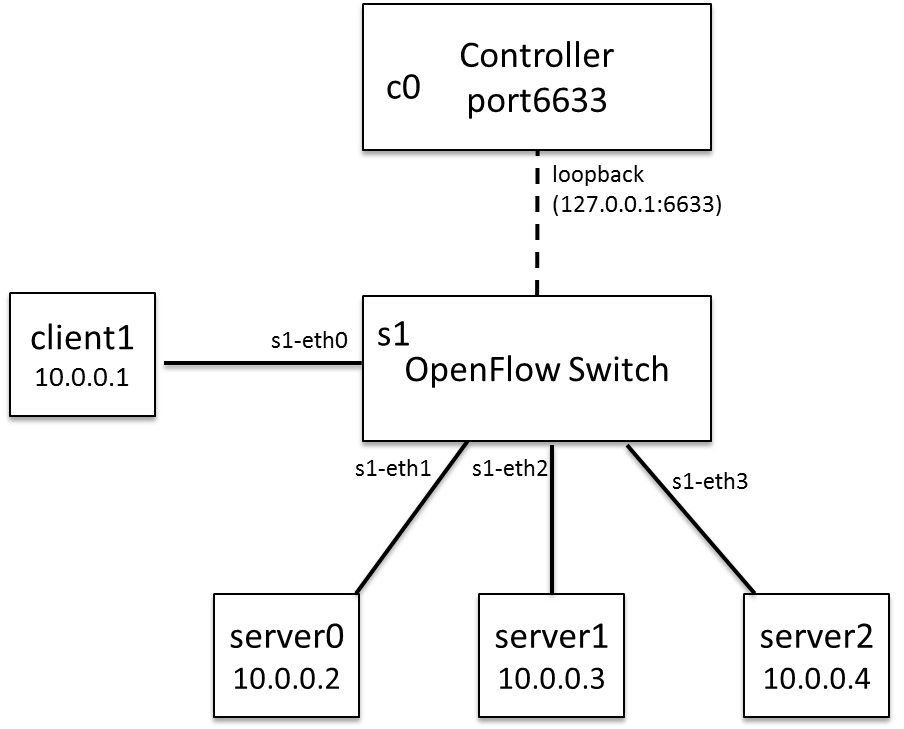 Controller
c0
port6633
loopback
(127.0.0.1:6633)
client1
10.0.0.1
s1-eth0
s1
OpenFlow Switch
s1-eth1
s1-eth2
s1-eth3
server0
10.0.0.2
server1
10.0.0.3
server2
10.0.0.4